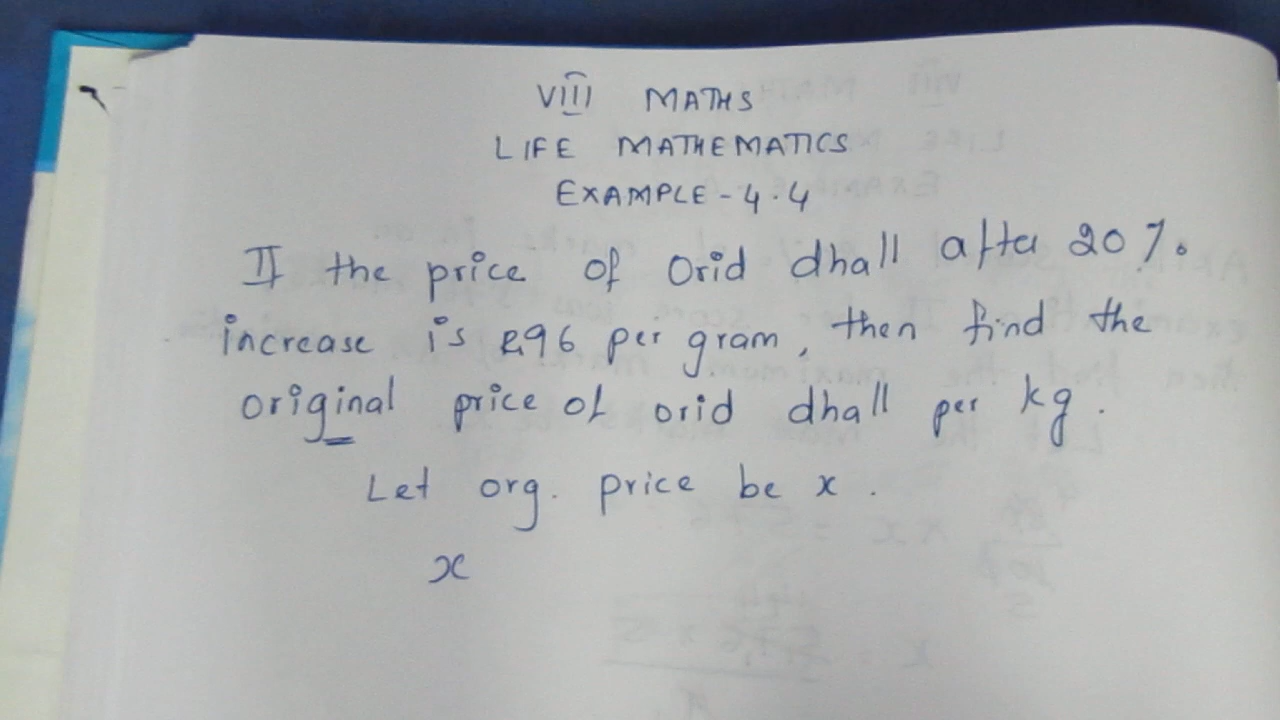 VIII MATHS
LIFE MATHEMATICS
EXAMPLE - 4.4
If the price of Orid dhall after 20%
increase is ₹96 per gram, then find the
original price of orid dhall per kg.
Let org. price be x.
x